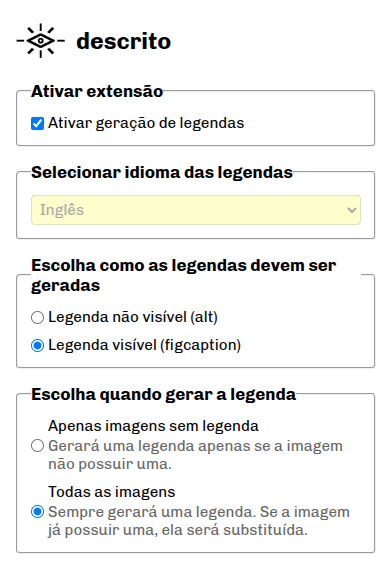 descrito
Ativar extensão
Ativar geração de legendas
Selecionar idioma das legendas
Inglês
Escolha como as legendas devem ser
geradas
Legenda não visível (alt)
Legenda visível (figcaption)
Escolha quando gerar a legenda
Apenas imagens sem legenda
Gerará uma legenda apenas se a imagem
não possuir uma.
Todas as imagens
Sempre gerará uma legenda. Se a imagem
já possuir uma, ela será substituída.